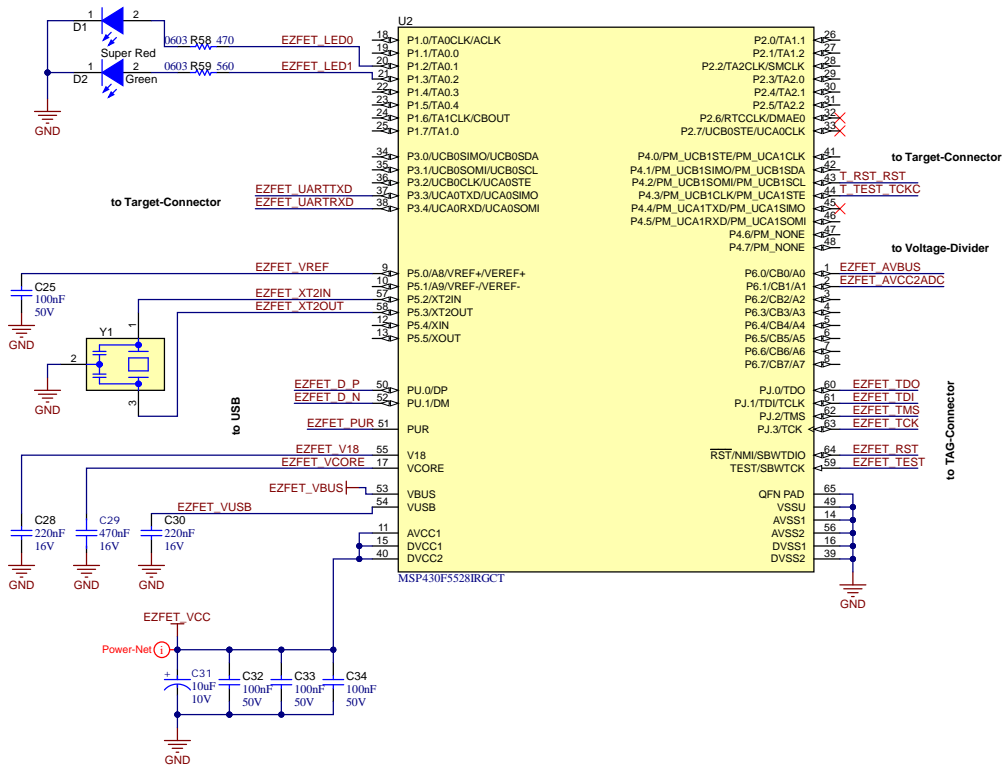 U2
D1
1
2
Super Red
0603 R58 470
EZFET_LED0
D2
1
2
Green
0603 R59 560
EZFET_LED1
GND
18 P1.0/TA0CLK/ACLK
19 P1.1/TA0.0
20 P1.2/TA0.1
21 P1.3/TA0.2
22 P1.4/TA0.3
23 P1.5/TA0.4
24 P1.6/TA1CLK/CBOUT
25 P1.7/TA1.0
P2.0/TA1.1 26
P2.1/TA1.2 27
P2.2/TA2CLK/SMCLK 28
P2.3/TA2.0 29
P2.4/TA2.1 30
P2.5/TA2.2 31
P2.6/RTCCLK/DMAE0 32
P2.7/UCB0STE/UCA0CLK 33
34 P3.0/UCB0SIMO/UCB0SDA
35 P3.1/UCB0SOMI/UCB0SCL
36 P3.2/UCB0CLK/UCA0STE
to Target-Connector
EZFET_UARTTXD 37 P3.3/UCA0TXD/UCA0SIMO
EZFET_UARTRXD 38 P3.4/UCA0RXD/UCA0SOMI
to Target-Connector
P4.0/PM_UCB1STE/PM_UCA1CLK 41
P4.1/PM_UCB1SIMO/PM_UCB1SDA 42
P4.2/PM_UCB1SOMI/PM_UCB1SCL 43 T_RST_RST
P4.3/PM_UCB1CLK/PM_UCA1STE 44 T_TEST_TCKC
P4.4/PM_UCA1TXD/PM_UCA1SIMO 45
P4.5/PM_UCA1RXD/PM_UCA1SOMI 46
P4.6/PM_NONE 47
P4.7/PM_NONE 48
to Voltage-Divider
EZFET_VREF 9 P5.0/A8/VREF+/VEREF+
10 P5.1/A9/VREF-/VEREF-
EZFET_XT2IN 57 P5.2/XT2IN
EZFET_XT2OUT 58 P5.3/XT2OUT
12 P5.4/XIN
13 P5.5/XOUT
C25
100nF
50V
GND
Y1
1
2
3
GND
P6.0/CB0/A0 1 EZFET_AVBUS
P6.1/CB1/A1 2 EZFET_AVCC2ADC
P6.2/CB2/A2 3
P6.3/CB3/A3 4
P6.4/CB4/A4 5
P6.5/CB5/A5 6
P6.6/CB6/A6 7
P6.7/CB7/A7 8
to USB
EZFET_D_P 50 PU.0/DP
EZFET_D_N 52 PU.1/DM
EZFET_PUR 51 PUR
PJ.0/TDO 60 EZFET_TDO
PJ.1/TDI/TCLK 61 EZFET_TDI
PJ.2/TMS 62 EZFET_TMS
PJ.3/TCK 63 EZFET_TCK
RST/NMI/SBWTDIO 64 EZFET_RST
TEST/SBWTCK 59 EZFET_TEST
to TAG-Connector
EZFET_V18 55 V18
EZFET_VCORE 17 VCORE
EZFET_VBUS 53 VBUS
EZFET_VUSB 54 VUSB
11 AVCC1
15 DVCC1
40 DVCC2
QFN PAD 65
VSSU 49
AVSS1 14
AVSS2 56
DVSS1 16
DVSS2 39
GND
C28
220nF
16V
GND
C29
470nF
16V
GND
C30
220nF
16V
GND
MSP430F5528IRGCT
EZFET_VCC
Power-Net i
+
C31
10uF
10V
C32
100nF
50V
C33
100nF
50V
C34
100nF
50V
GND